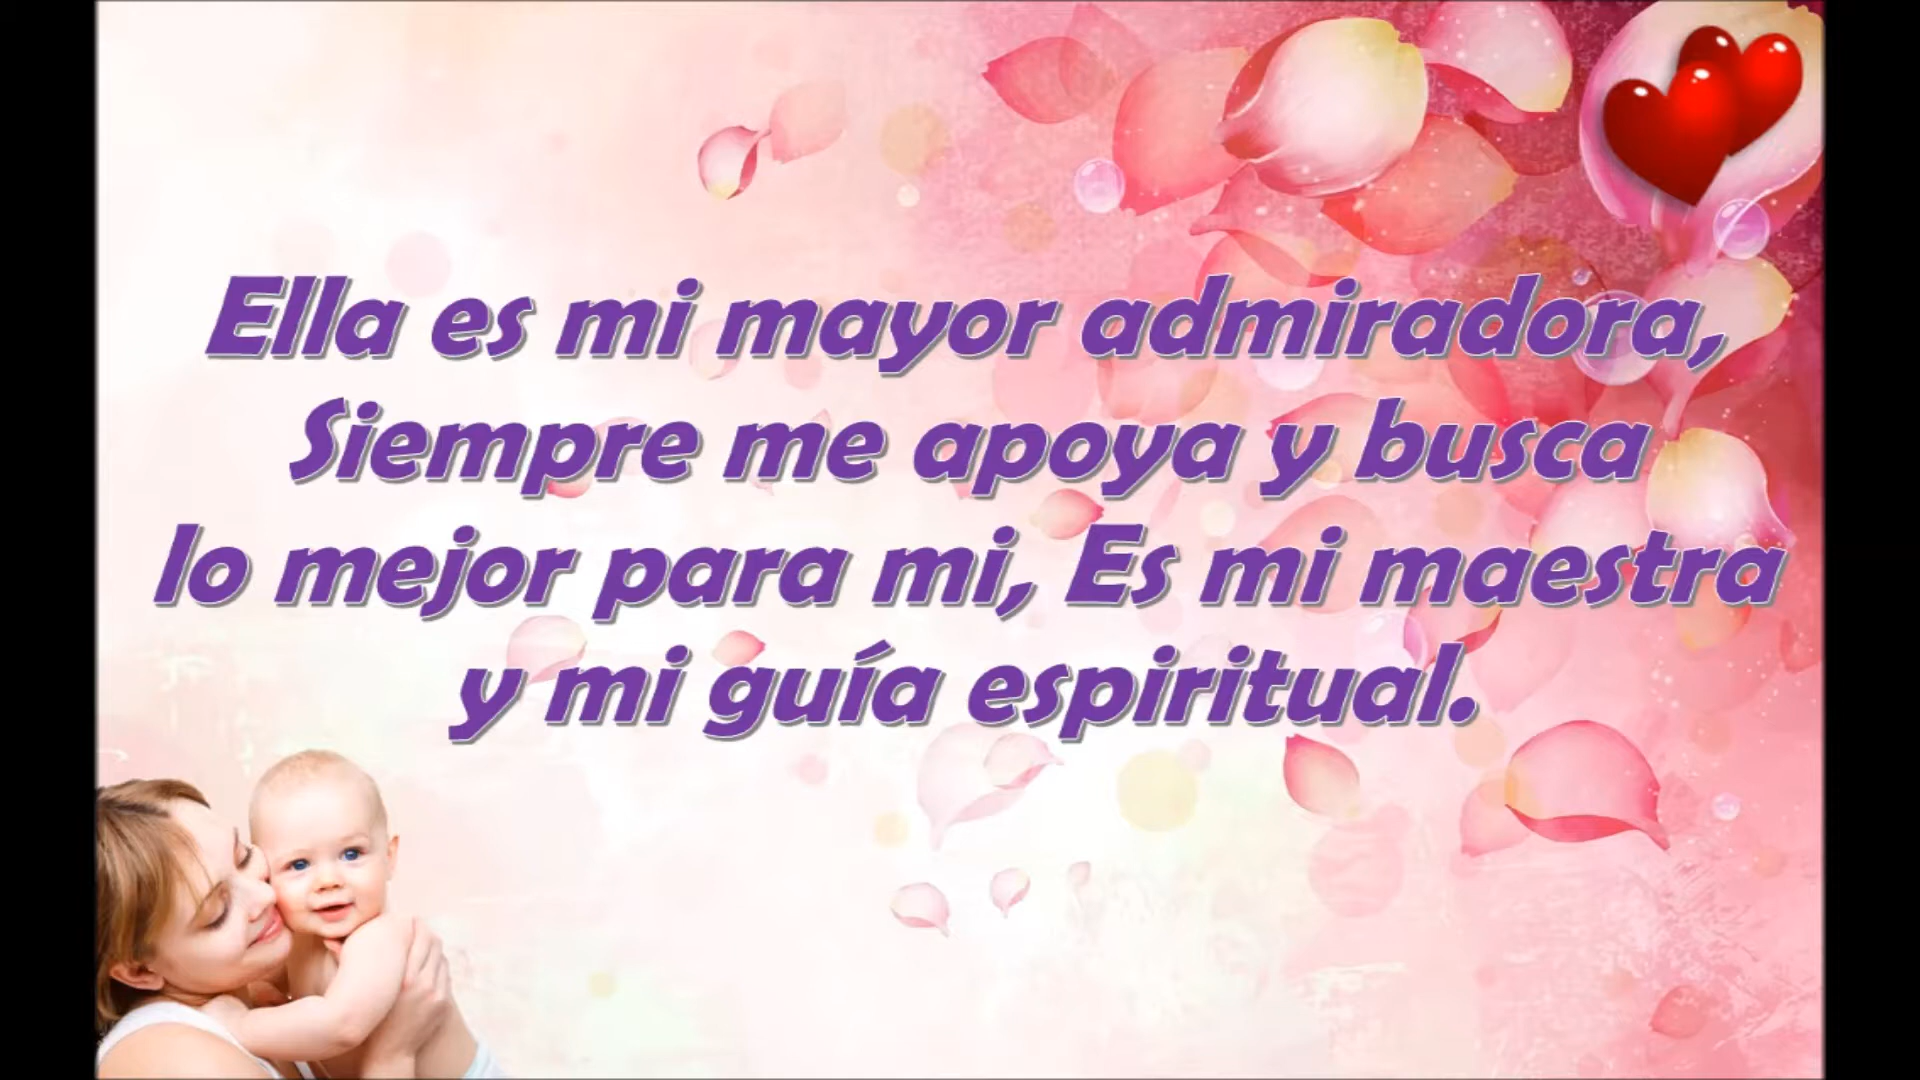 Ella es mi mayor admiradora,
Siempre me apoya y busca
lo mejor para mi, Es mi maestra
y mi guía espiritual.